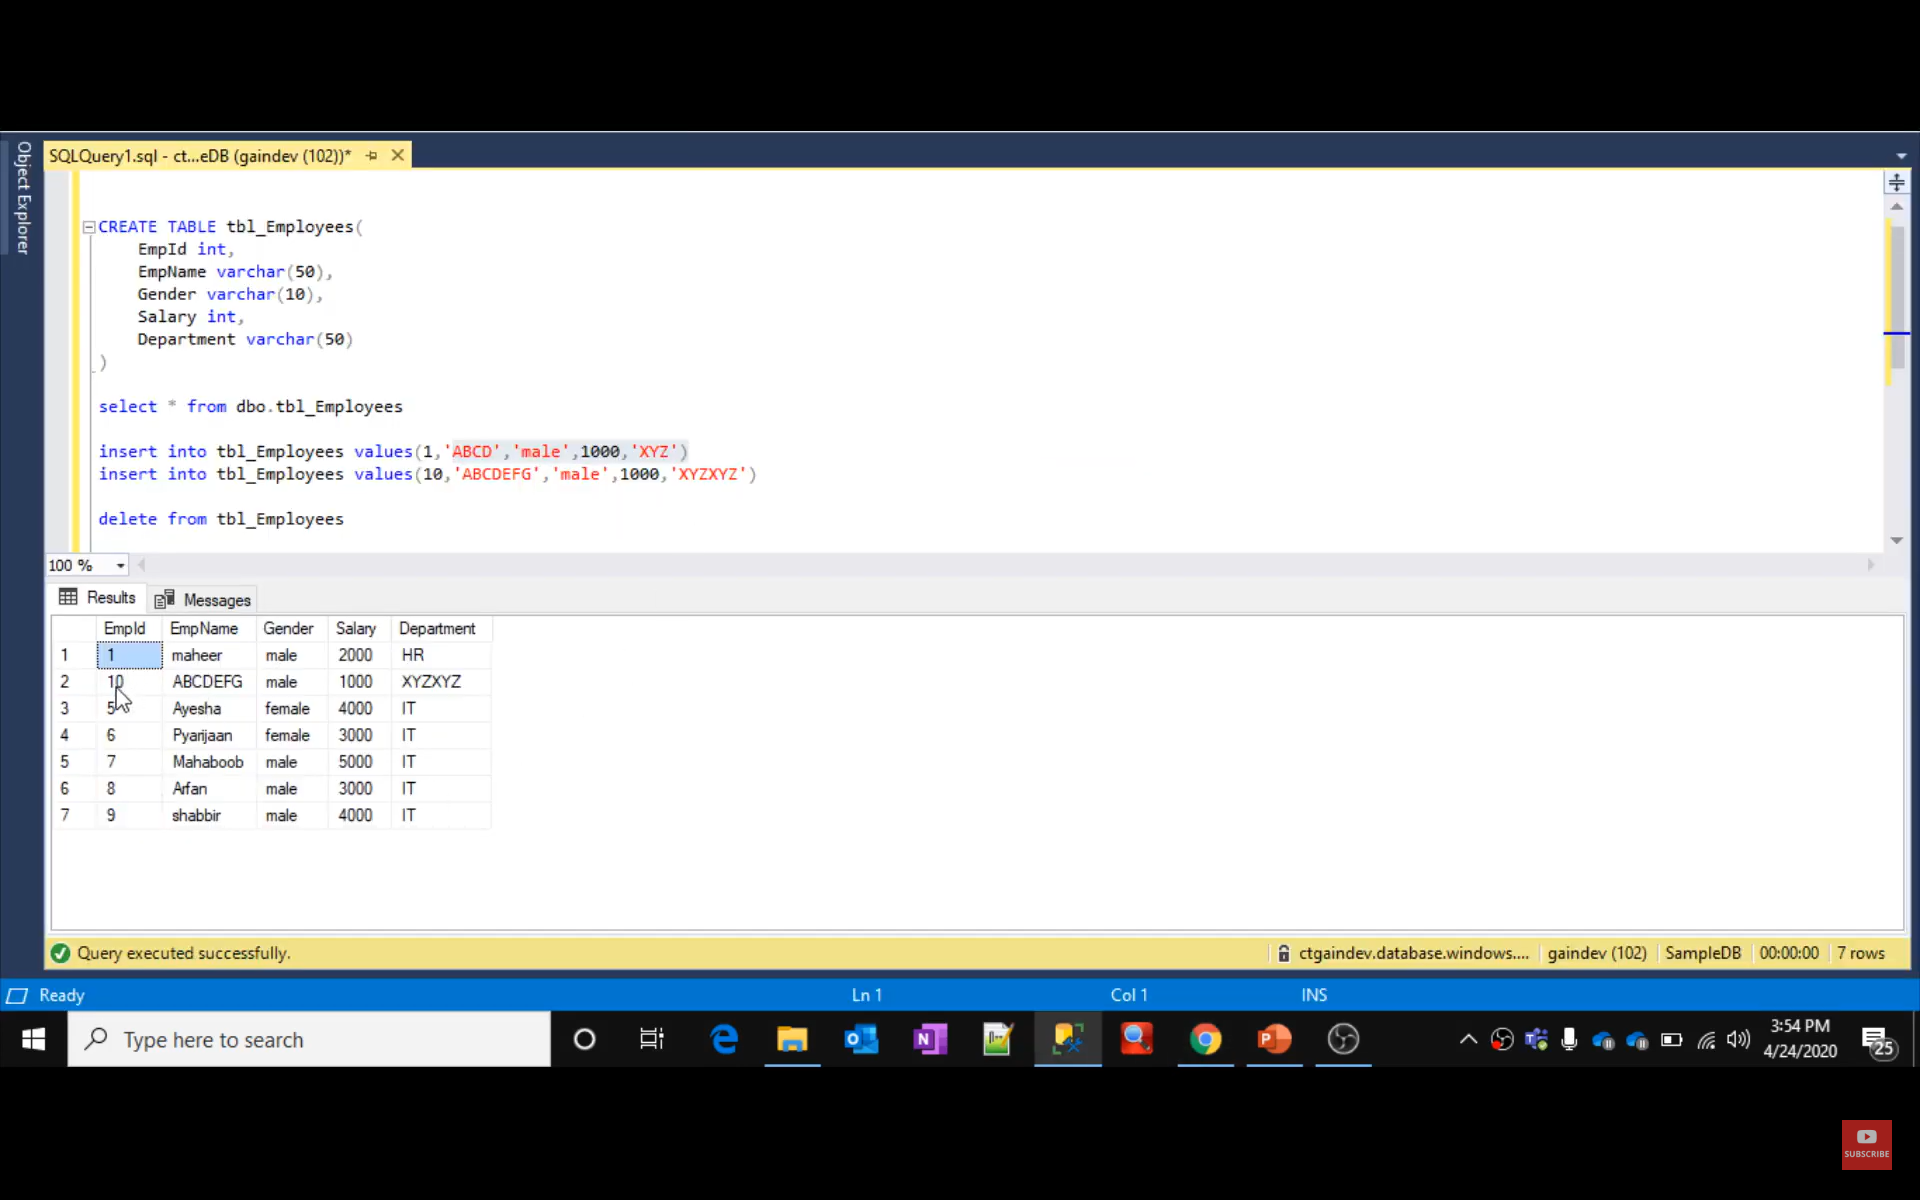 Object Explorer
SQLQuery1.sql - ct...eDB (gaindev (102))*
CREATE TABLE tbl_Employees(
EmpId int,
EmpName varchar(50),
Gender varchar(10),
Salary int,
Department varchar(50)
)
select * from dbo.tbl_Employees
insert into tbl_Employees values(1,'ABCD','male',1000,'XYZ')
insert into tbl_Employees values(10,'ABCDEFG','male',1000,'XYZXYZ')
delete from tbl_Employees
100 %
Results Messages
EmpId EmpName Gender Salary Department
1 1 maheer male 2000 HR
2 10 ABCDEFG male 1000 XYZXYZ
3 5 Ayesha female 4000 IT
4 6 Pyarijaan female 3000 IT
5 7 Mahaboob male 5000 IT
6 8 Arfan male 3000 IT
7 9 shabbir male 4000 IT
Query executed successfully. ctgaindev.database.windows.... gaindev (102) SampleDB 00:00:00 7 rows
Ready Ln 1 Col 1 INS
Type here to search
3:54 PM
4/24/2020
25
SUBSCRIBE